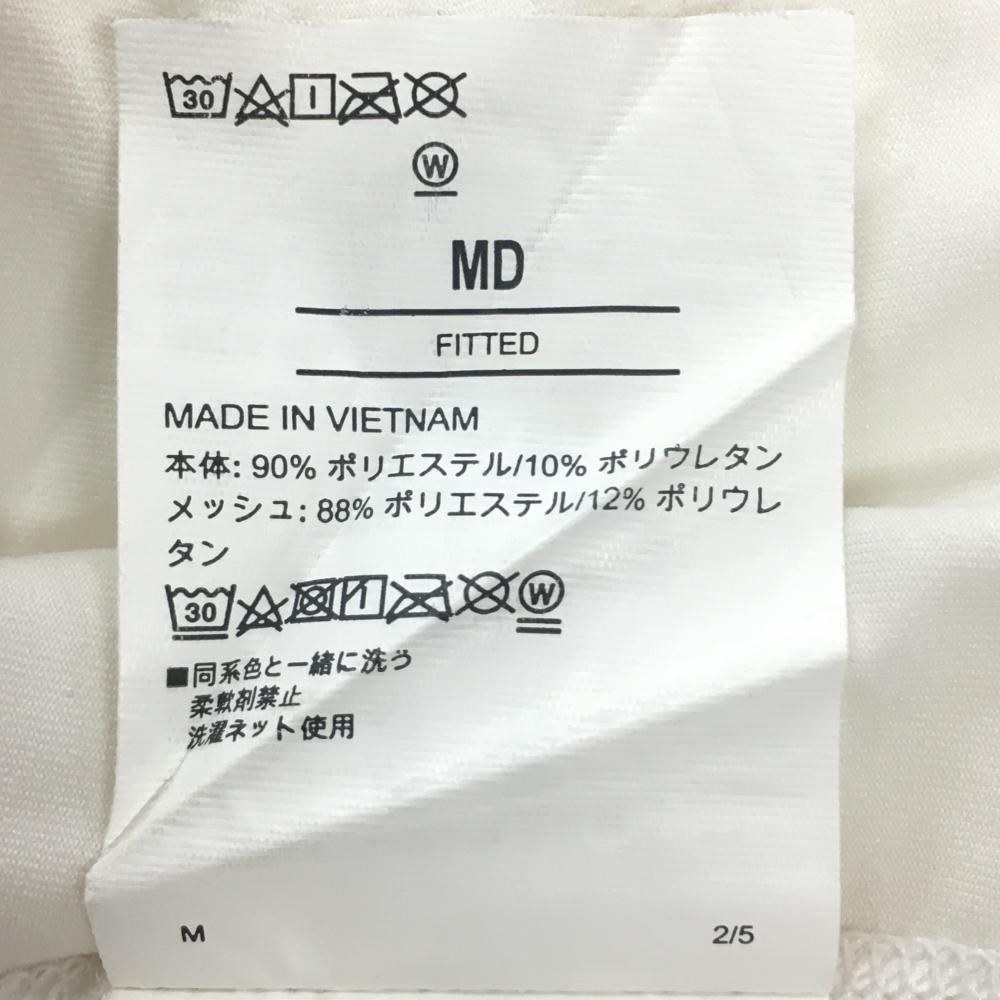 30
W
MD
FITTED
MADE IN VIETNAM
本体: 90% ポリエステル/10% ポリウレタン
メッシュ: 88% ポリエステル/12% ポリウレ
タン
30 W
■同系色と一緒に洗う
柔軟剤禁止
洗濯ネット使用
M 2/5